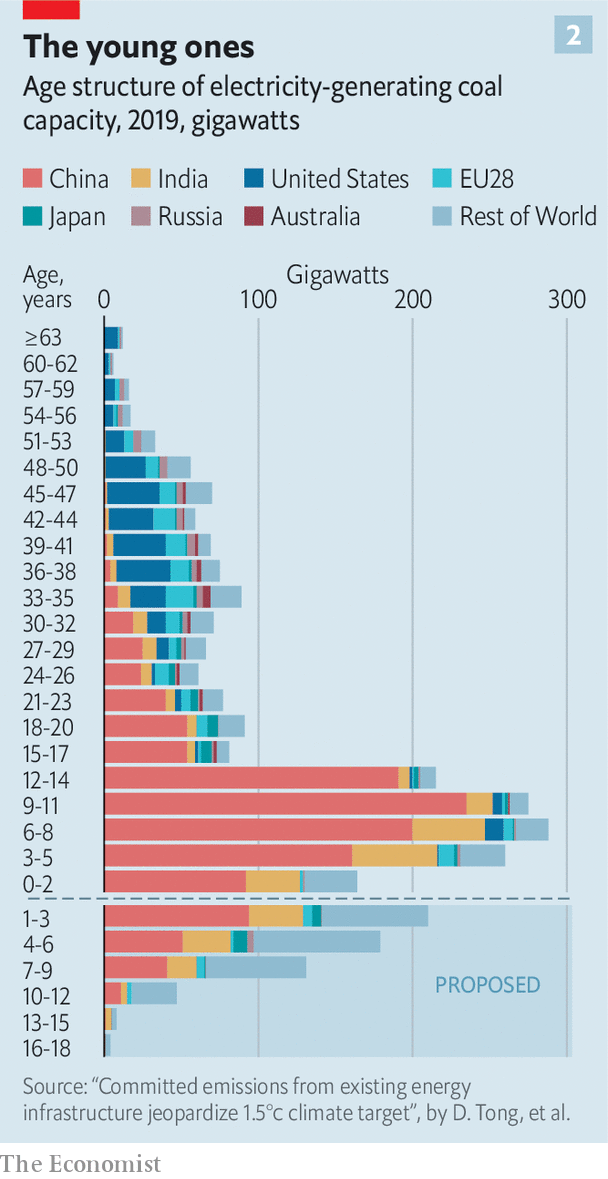 The young ones
2
Age structure of electricity-generating coal
capacity, 2019, gigawatts
China India United States EU28
Japan Russia Australia Rest of World
Age,
years
Gigawatts
0 100 200 300
≥63
60-62
57-59
54-56
51-53
48-50
45-47
42-44
39-41
36-38
33-35
30-32
27-29
24-26
21-23
18-20
15-17
12-14
9-11
6-8
3-5
0-2
1-3
4-6
7-9
10-12
13-15
16-18
PROPOSED
Source: “Committed emissions from existing energy
infrastructure jeopardize 1.5°C climate target”, by D. Tong, et al.
The Economist